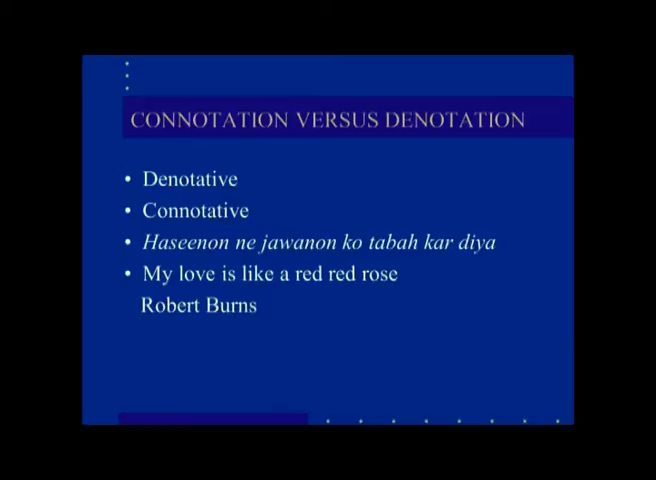 CONNOTATION VERSUS DENOTATION
• Denotative
• Connotative
• Haseenon ne jawanon ko tabah kar diya
• My love is like a red red rose
Robert Burns